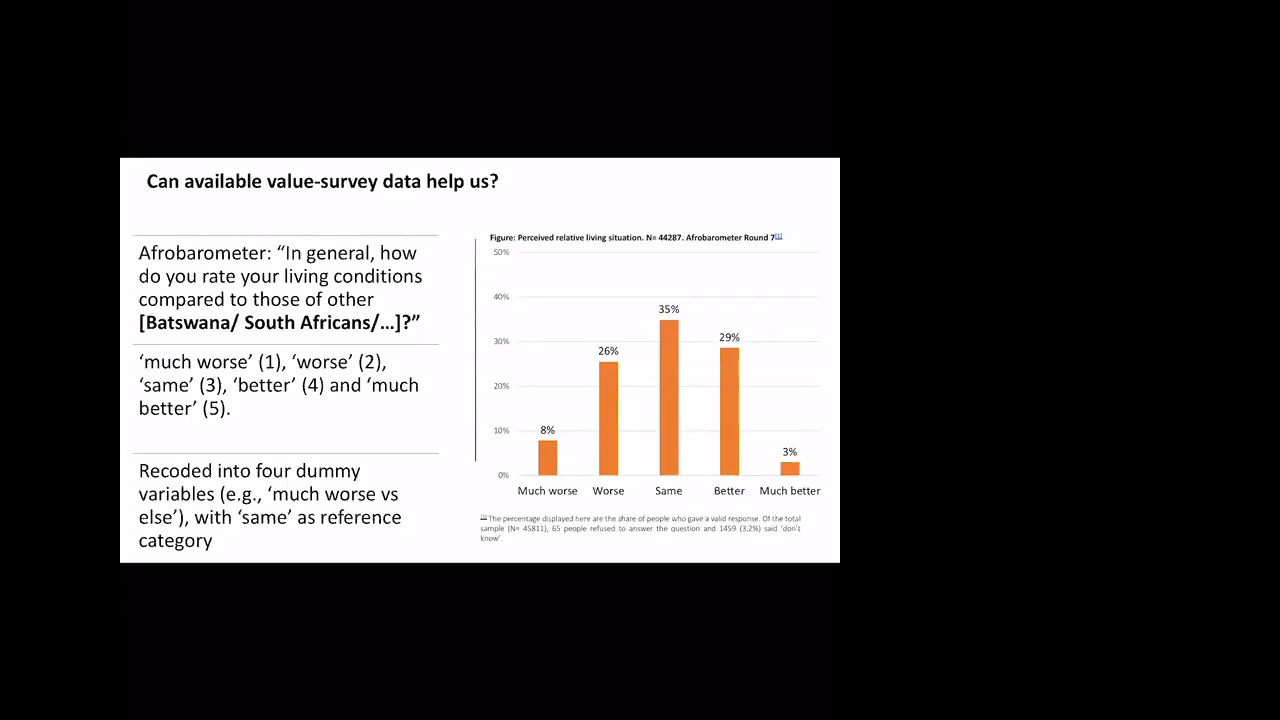 Can available value-survey data help us?
Afrobarometer: “In general, how
do you rate your living conditions
compared to those of other
[Batswana/ South Africans/…]?”
‘much worse’ (1), ‘worse’ (2),
‘same’ (3), ‘better’ (4) and ‘much
better’ (5).
Recoded into four dummy
variables (e.g., ‘much worse vs
else’), with ‘same’ as reference
category
Figure: Perceived relative living situation. N= 44287. Afrobarometer Round 7[1]
50%
40%
30%
20%
10%
0%
8%
26%
35%
29%
3%
Much worse
Worse
Same
Better
Much better
[1] The percentage displayed here are the share of people who gave a valid response. Of the total
sample (N= 45811), 65 people refused to answer the question and 1459 (3,2%) said ‘don’t
know’.